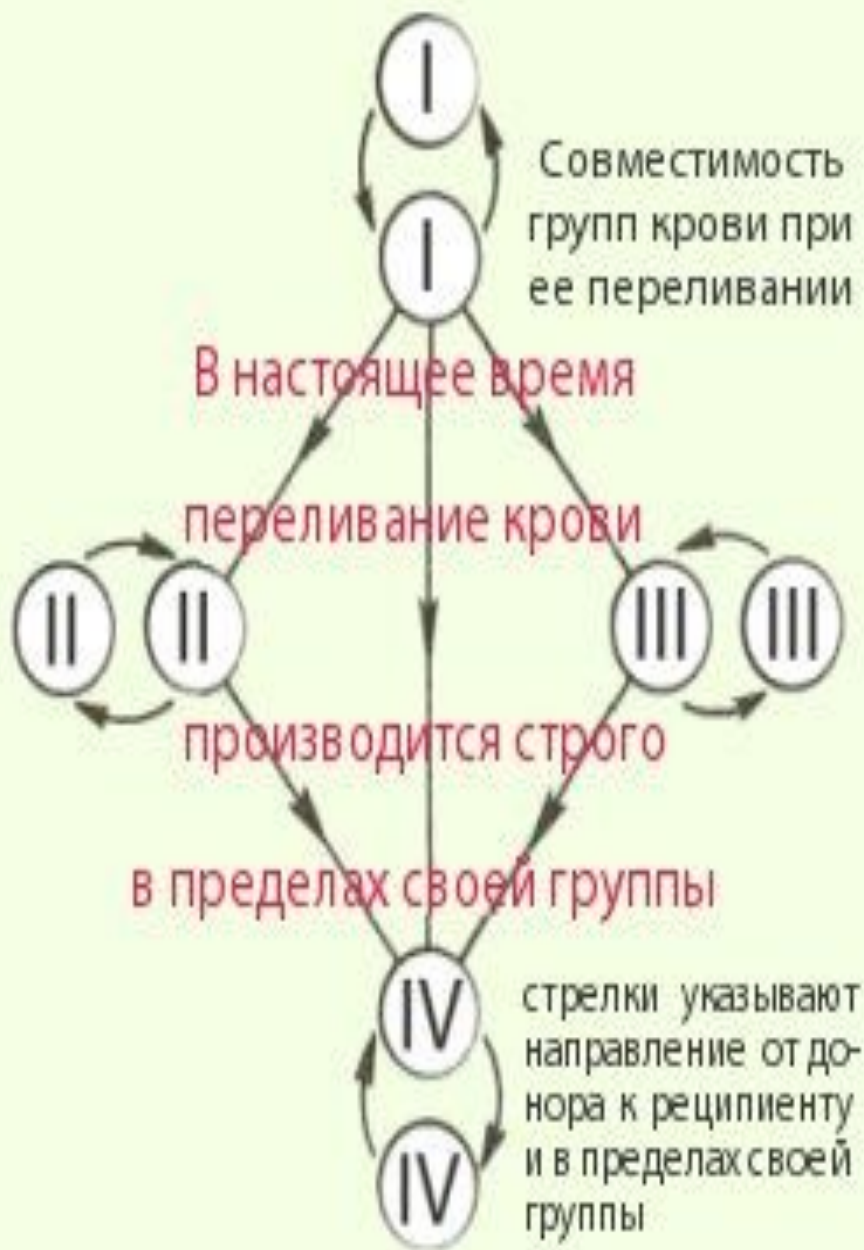 I
I
Совместимость
групп крови при
ее переливании
В настоящее время
переливание крови
II II III III
производится строго
в пределах своей группы
IV
IV
стрелки указывают
направление от до-
нора к реципиенту
и в пределах своей
группы